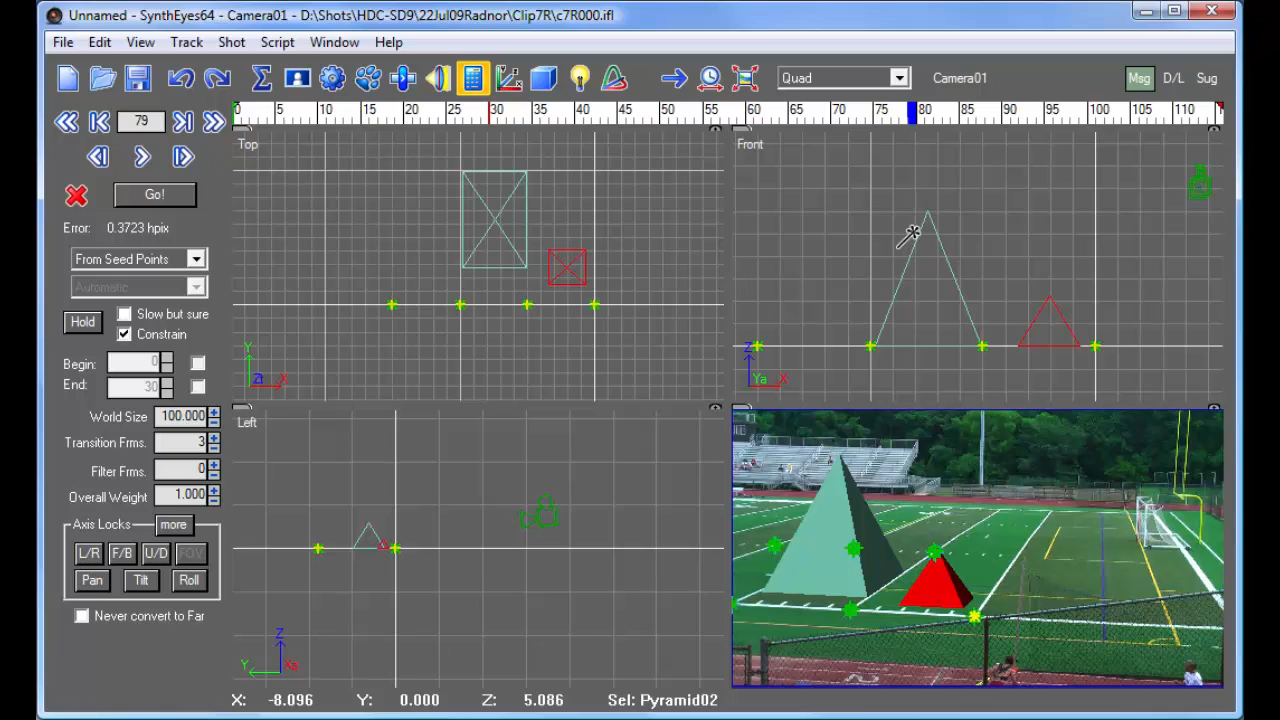 Unnamed - SynthEyes64 - Camera01 - D:\Shots\HDC-SD9\22Jul09Radnor\Clip7R\c7R000.ifl
File Edit View Track Shot Script Window Help
Quad Camera01 Msg D/L Sug
79 0 5 10 15 20 25 30 35 40 45 50 55 60 65 70 75 80 85 90 95 100 105 110
Top Front
Go!
Error: 0.3723 hpix
From Seed Points
Automatic
Slow but sure
Hold
Constrain
Begin: 0
End: 30
Y Z X
Z Ya X
World Size 100.000
Left
Transition Frms. 3
Filter Frms. 0
Overall Weight 1.000
Axis Locks more
L/R F/B U/D FOV
Pan Tilt Roll
Never convert to Far
Z
Y Xa
X: -8.096 Y: 0.000 Z: 5.086 Sel: Pyramid02